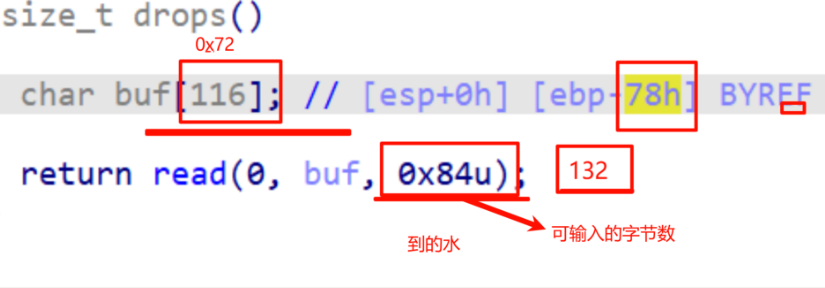 size_t drops()
0x72
char buf[116]; // [esp+0h] [ebp-78h] BYREF
return read(0, buf, 0x84u);
132
可输入的字节数
到的水